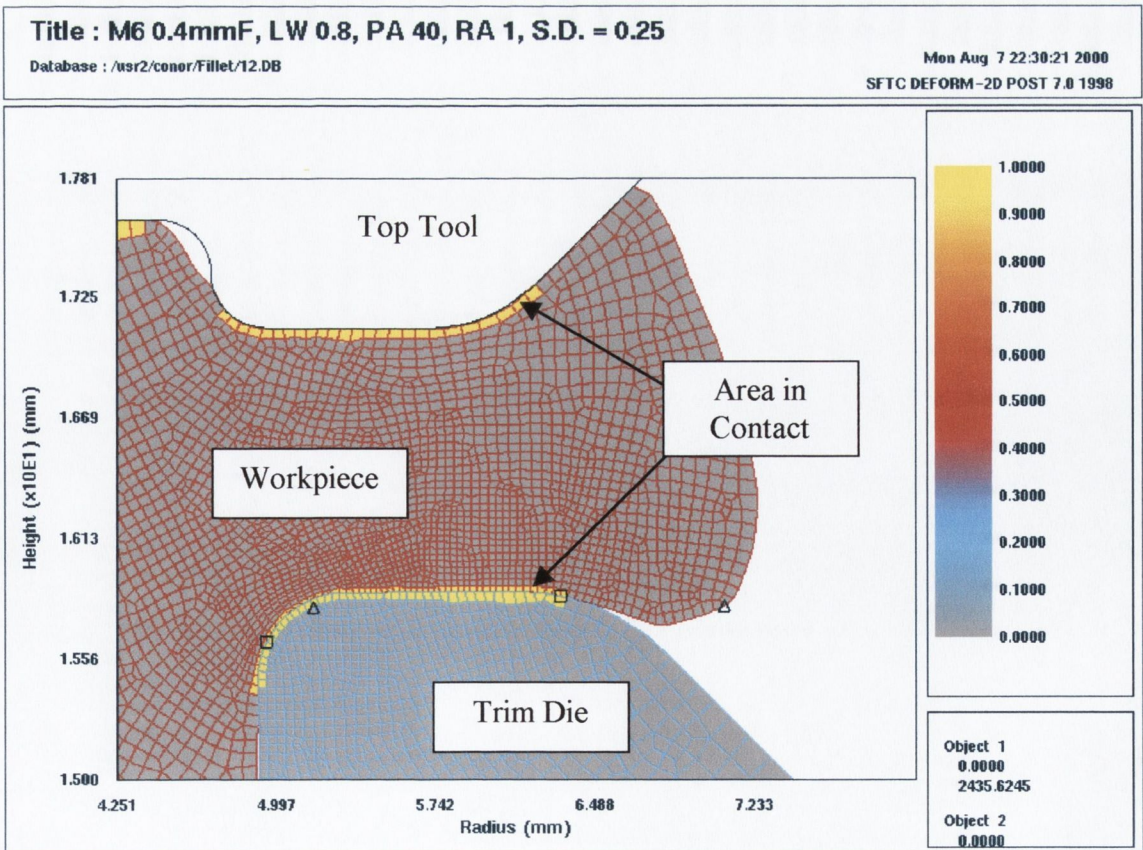 Title : M6 0.4mmF, LW 0.8, PA 40, RA 1, S.D. = 0.25
Database : /usr2/conor/Fillet/12.DB
Mon Aug 7 22:30:21 2000
SFTC DEFORM-2D POST 7.0 1998
1.781
1.725
1.669
1.613
1.556
1.500
Height (x10E1) (mm)
4.251
4.997
5.742
6.488
7.233
Radius (mm)
Top Tool
Area in
Contact
Workpiece
Trim Die
1.0000
0.9000
0.8000
0.7000
0.6000
0.5000
0.4000
0.3000
0.2000
0.1000
0.0000
Object 1
0.0000
2435.6245
Object 2
0.0000